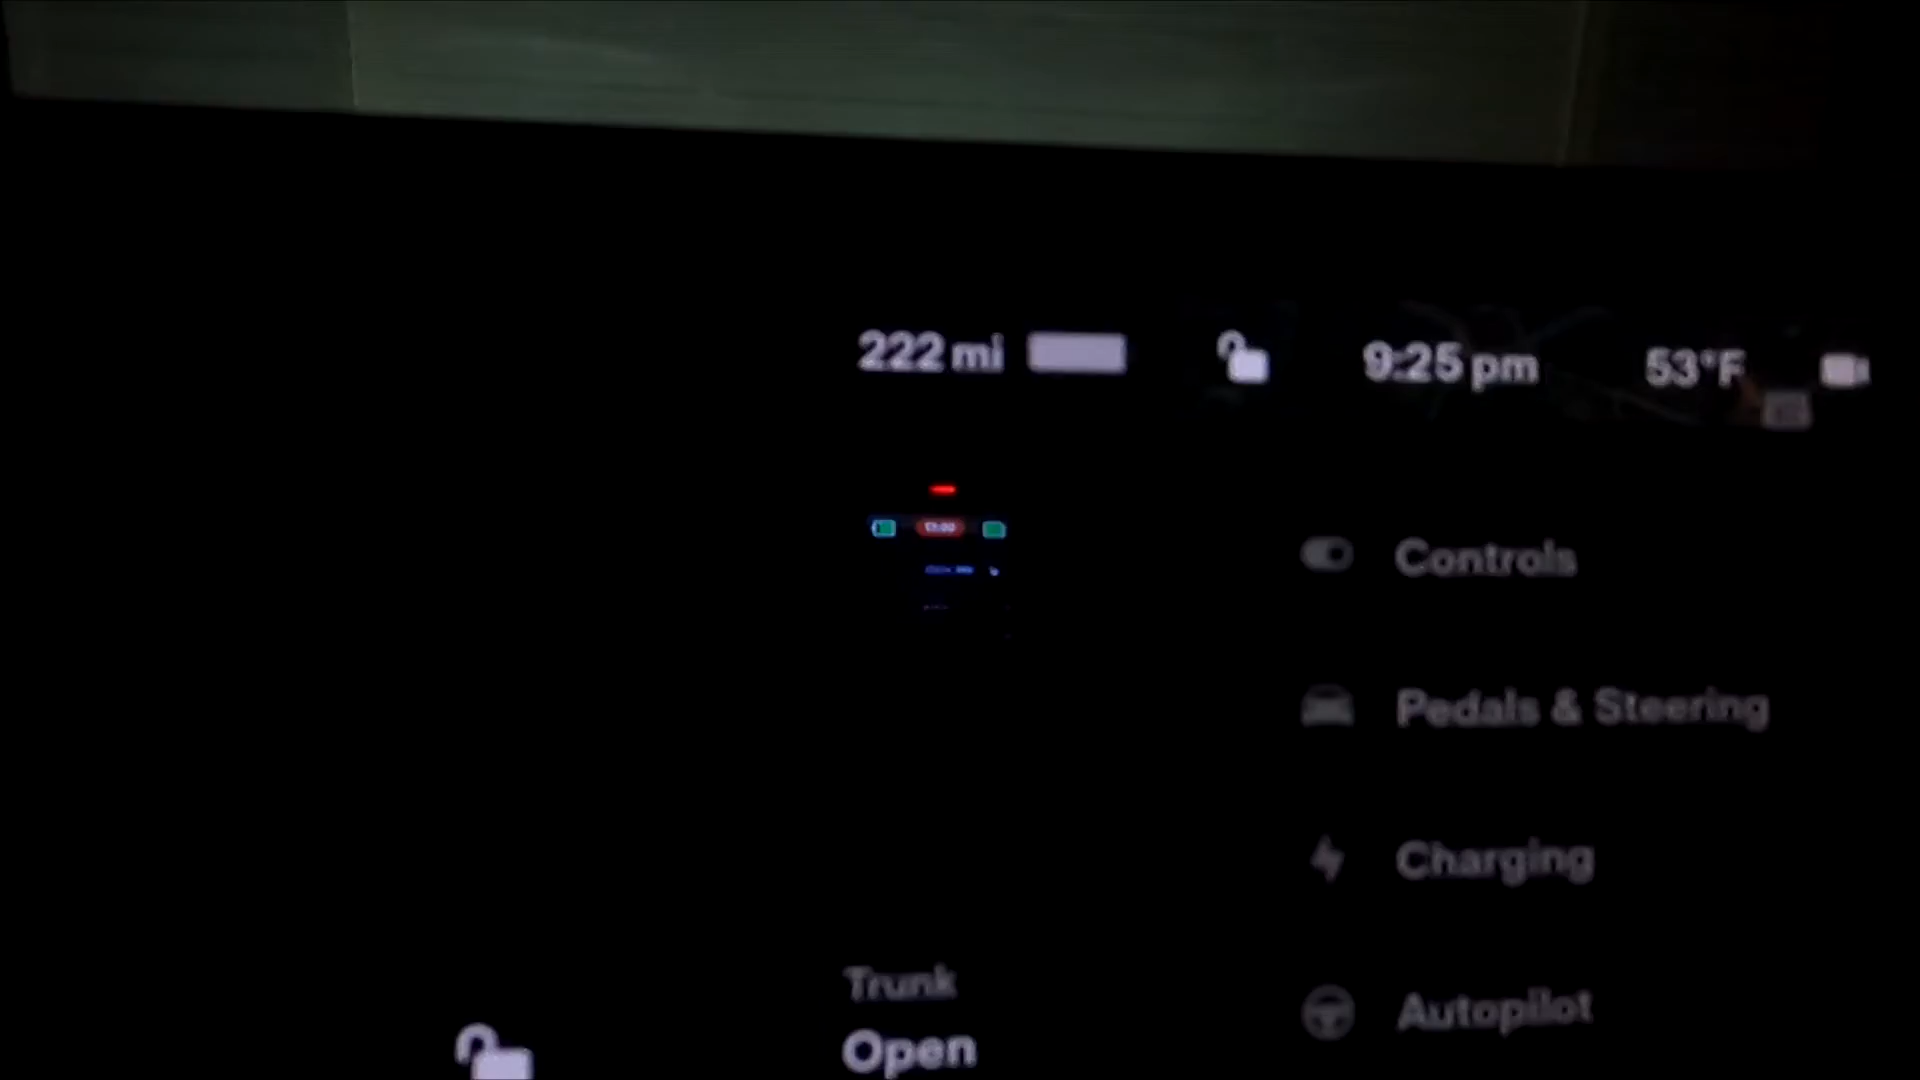 222 mi 9:25 pm 53°F
Controls
Pedals & Steering
Charging
Autopilot
Trunk
Open